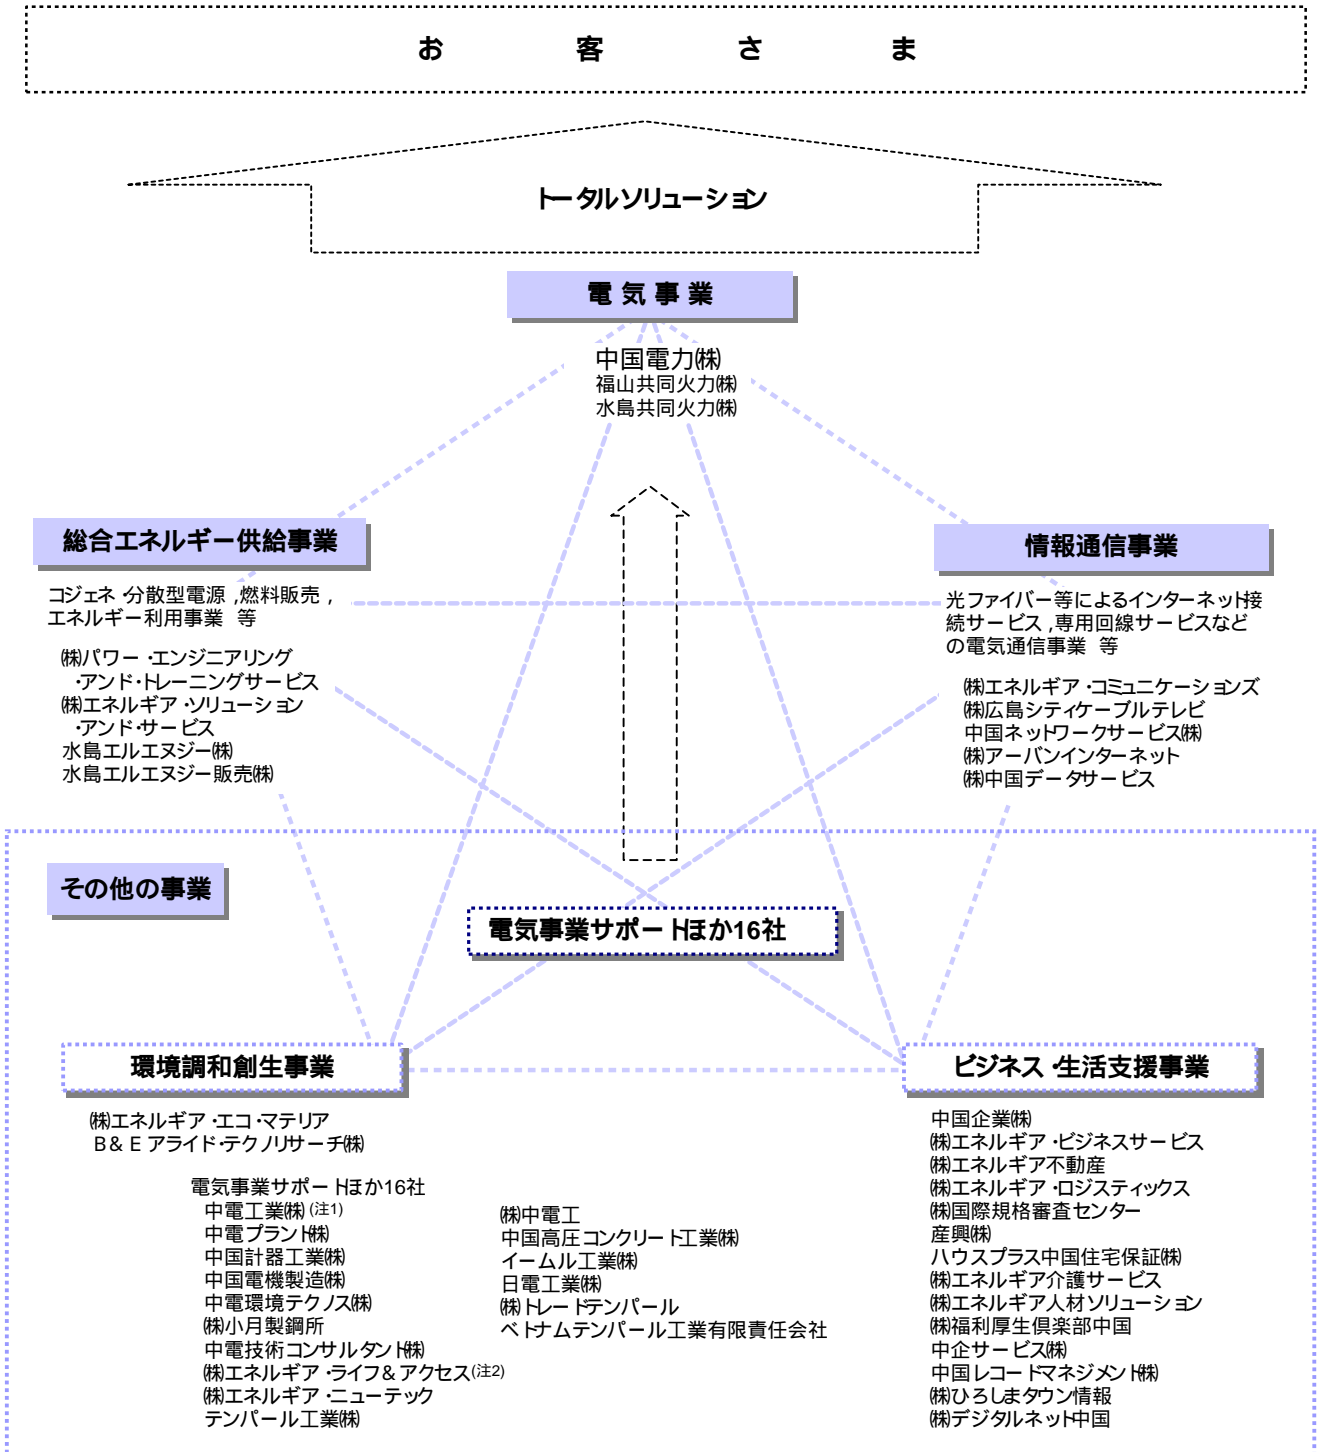 お客さま
トータルソリューション
電気事業
中国電力㈱
福山共同火力㈱
水島共同火力㈱
総合エネルギー供給事業
コジェネ・分散型電源,燃料販売,
エネルギー利用事業 等
㈱パワー・エンジニアリング
・アンド・トレーニングサービス
㈱エネルギア・ソリューション
・アンド・サービス
水島エルエヌジー㈱
水島エルエヌジー販売㈱
情報通信事業
光ファイバー等によるインターネット接
続サービス,専用回線サービスなど
の電気通信事業 等
㈱エネルギア・コミュニケーションズ
㈱広島シティケーブルテレビ
中国ネットワークサービス㈱
㈱アーバンインターネット
㈱中国データサービス
その他の事業
電気事業サポートほか16社
環境調和創生事業
㈱エネルギア・エコ・マテリア
B&Eアライド・テクノリサーチ㈱
電気事業サポートほか16社
中電工業㈱(注1)
中電プラント㈱
中国計器工業㈱
中国電機製造㈱
中電環境テクノス㈱
㈱小月製鋼所
中電技術コンサルタント㈱
㈱エネルギア・ライフ&アクセス(注2)
㈱エネルギア・ニューテック
テンパール工業㈱
㈱中電工
中国高圧コンクリート工業㈱
イームル工業㈱
日電工業㈱
㈱トレードテンパール
ベトナムテンパール工業有限責任会社
ビジネス・生活支援事業
中国企業㈱
㈱エネルギア・ビジネスサービス
㈱エネルギア不動産
㈱エネルギア・ロジスティックス
㈱国際規格審査センター
産興㈱
ハウスプラス中国住宅保証㈱
㈱エネルギア介護サービス
㈱エネルギア人材ソリューション
㈱福利厚生倶楽部中国
中企サービス㈱
中国レコードマネジメント㈱
㈱ひろしまタウン情報
㈱デジタルネット中国